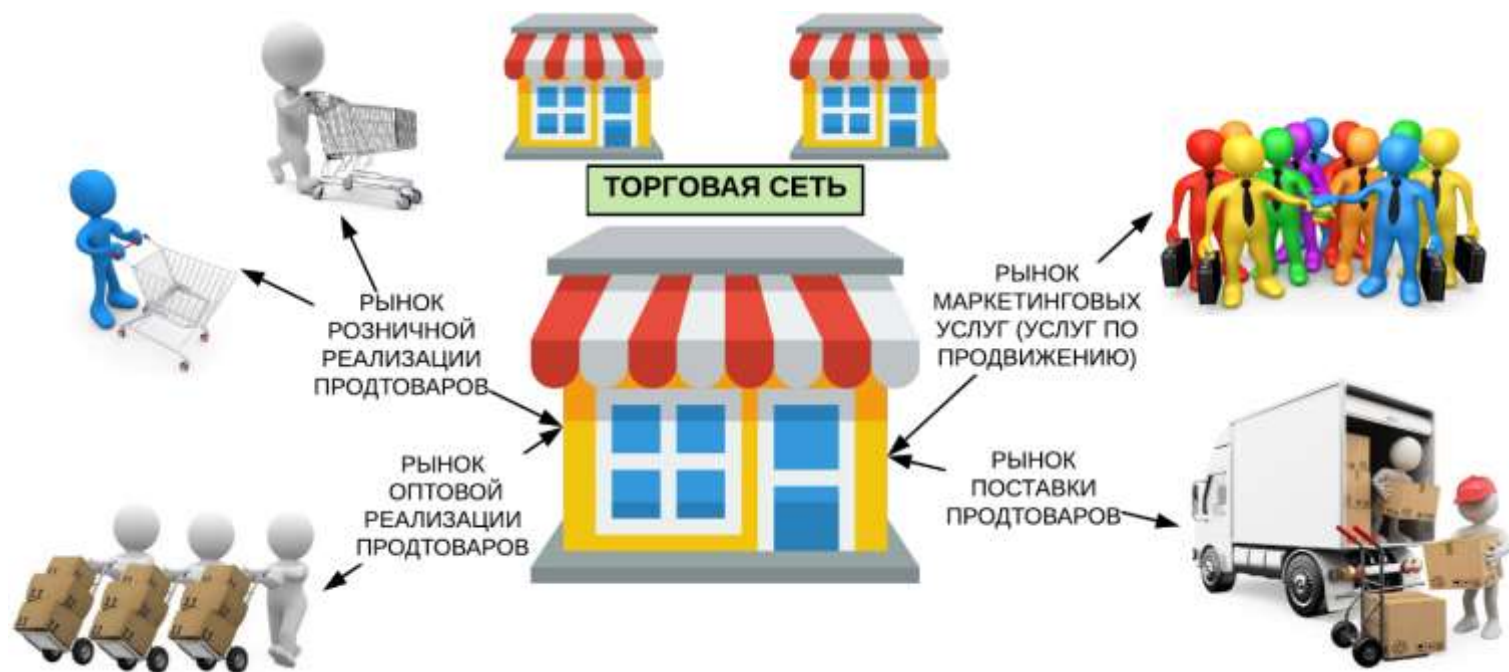 ТОРГОВАЯ СЕТЬ
РЫНОК
РОЗНИЧНОЙ
РЕАЛИЗАЦИИ
ПРОДТОВАРОВ
РЫНОК
МАРКЕТИНГОВЫХ
УСЛУГ (УСЛУГ ПО
ПРОДВИЖЕНИЮ)
РЫНОК
ОПТОВОЙ
РЕАЛИЗАЦИИ
ПРОДТОВАРОВ
РЫНОК
ПОСТАВКИ
ПРОДТОВАРОВ